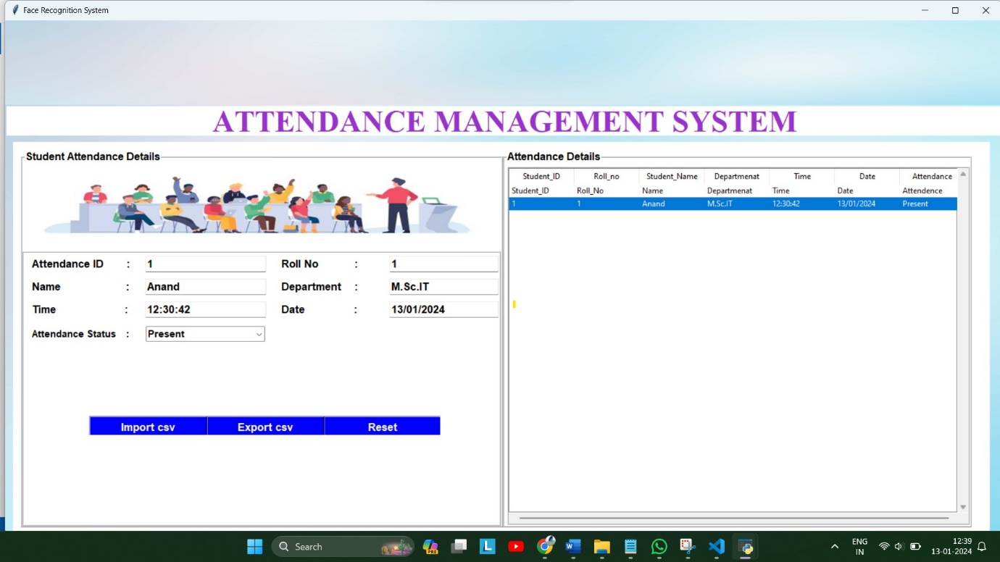 Face Recognition System
ATTENDANCE MANAGEMENT SYSTEM
Student Attendance Details
Attendance ID : 1 Roll No : 1
Name : Anand Department : M.Sc.IT
Time : 12:30:42 Date : 13/01/2024
Attendance Status : Present
Import csv Export csv Reset
Attendance Details
Student_ID Roll_no Student_Name Departmenat Time Date Attendance
Student_ID Roll_No Name Departmenat Time Date Attendence
1 1 Anand M.Sc.IT 12:30:42 13/01/2024 Present
Search
PRE
L
W
ENG
IN
12:39
13-01-2024